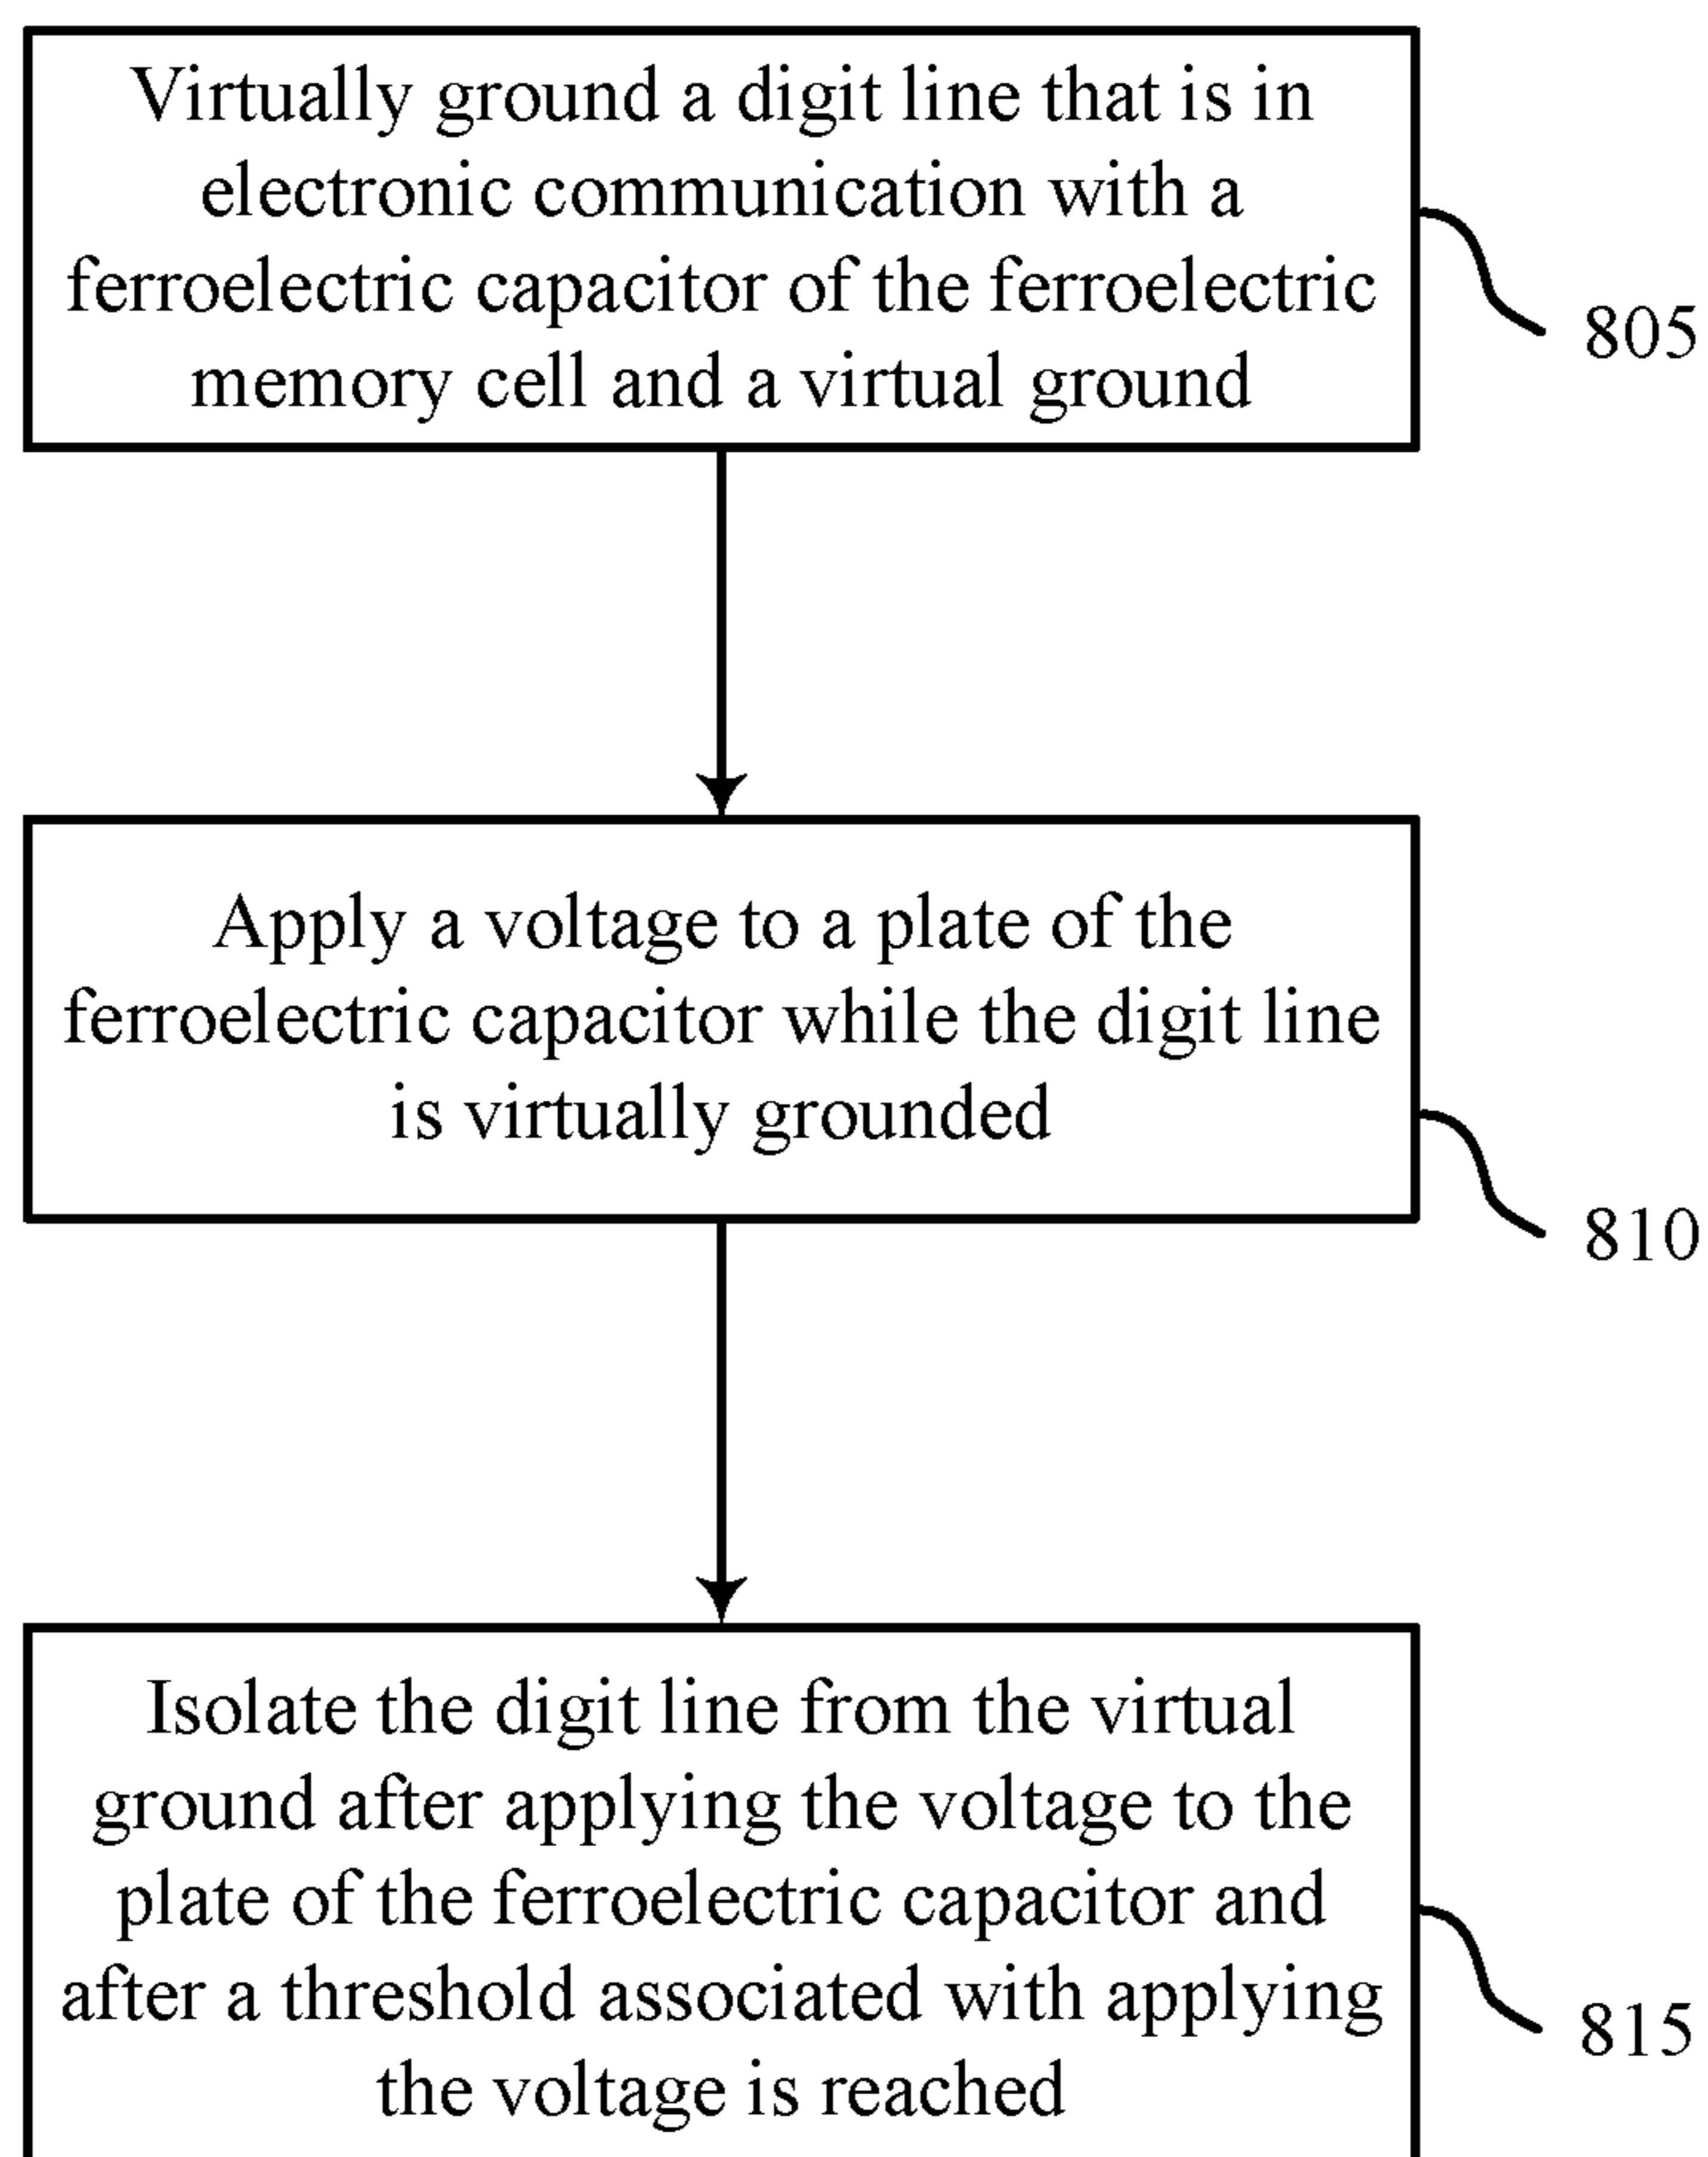 Virtually ground a digit line that is in
electronic communication with a
ferroelectric capacitor of the ferroelectric
memory cell and a virtual ground
805
Apply a voltage to a plate of the
ferroelectric capacitor while the digit line
is virtually grounded
810
Isolate the digit line from the virtual
ground after applying the voltage to the
plate of the ferroelectric capacitor and
after a threshold associated with applying
the voltage is reached
815